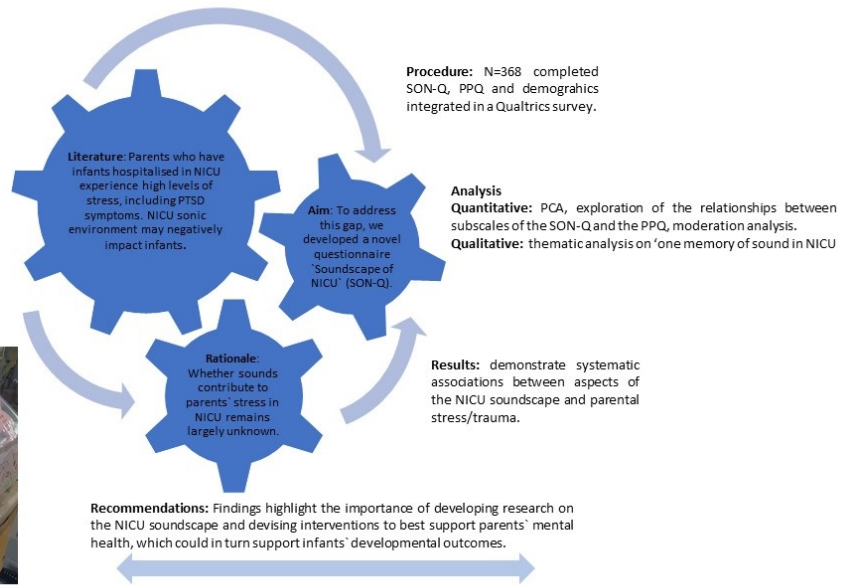 Literature: Parents who have
infants hospitalised in NICU
experience high levels of
stress, including PTSD
symptoms. NICU sonic
environment may negatively
impact infants.
Rationale:
Whether sounds
contribute to
parents` stress in
NICU remains
largely unknown.
Aim: To address
this gap, we
developed a novel
questionnaire
`Soundscape of
NICU` (SON-Q).
Procedure: N=368 completed
SON-Q, PPQ and demograhics
integrated in a Qualtrics survey.
Analysis
Quantitative: PCA, exploration of the relationships between
subscales of the SON-Q and the PPQ, moderation analysis.
Qualitative: thematic analysis on ‘one memory of sound in NICU
Results: demonstrate systematic
associations between aspects of
the NICU soundscape and parental
stress/trauma.
Recommendations: Findings highlight the importance of developing research on
the NICU soundscape and devising interventions to best support parents` mental
health, which could in turn support infants` developmental outcomes.